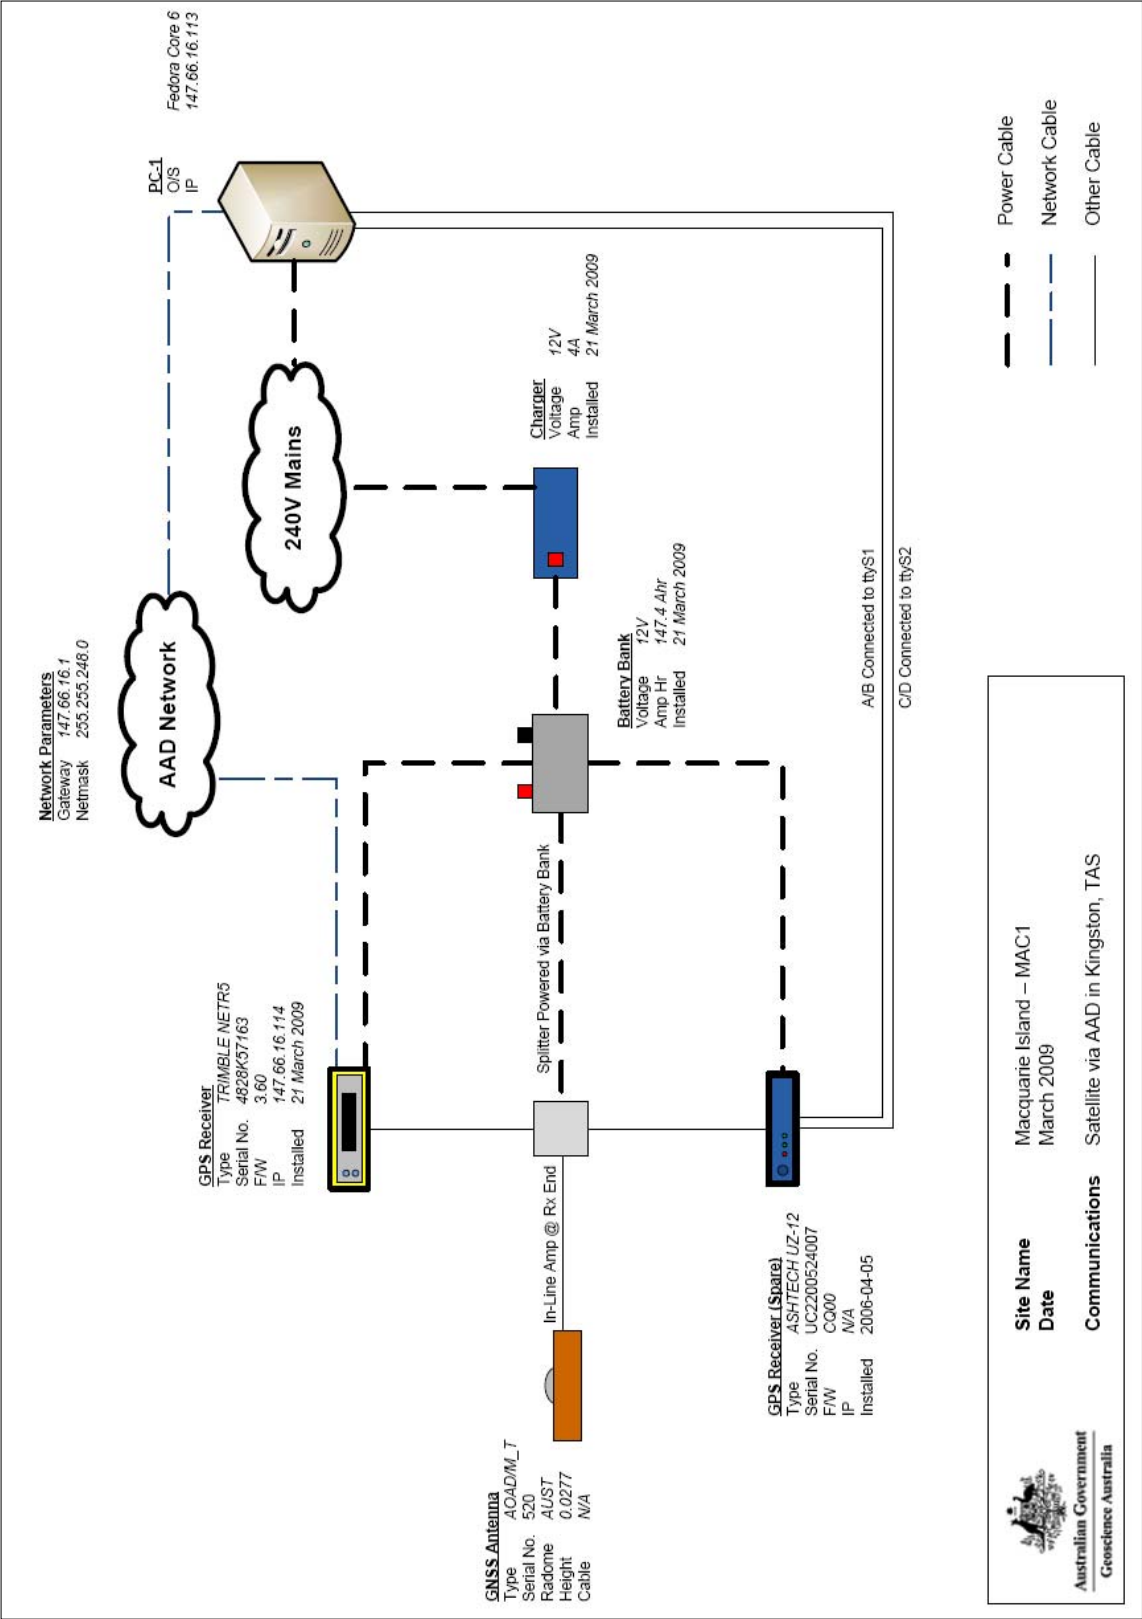 Network Parameters
Gateway 147.66.16.1
Netmask 255.255.248.0
AAD Network
PC-1
O/S Fedora Core 6
IP 147.66.16.113
240V Mains
GPS Receiver
Type TRIMBLE NETR5
Serial No. 4828K57163
F/W 3.60
IP 147.66.16.114
Installed 21 March 2009
Charger
Voltage 12V
Amp 4A
Installed 21 March 2009
GNSS Antenna
Type AOAD/M_T
Serial No. 520
Radome AUST
Height 0.0277
Cable N/A
In-Line Amp @ Rx End
Splitter Powered via Battery Bank
Battery Bank
Voltage 12V
Amp Hr 147.4 Ahr
Installed 21 March 2009
GPS Receiver (Spare)
Type ASHTECH UZ-12
Serial No. UC2200524007
F/W CQ00
IP N/A
Installed 2006-04-05
A/B Connected to ttyS1
C/D Connected to ttyS2
Australian Government
Geoscience Australia
Site Name Macquarie Island – MAC1
Date March 2009
Communications Satellite via AAD in Kingston, TAS
Power Cable
Network Cable
Other Cable